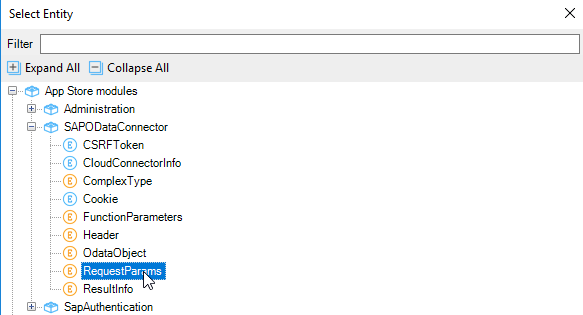 Select Entity
Filter
Expand All Collapse All
App Store modules
Administration
SAPODataConnector
CSRFToken
CloudConnectorInfo
ComplexType
Cookie
FunctionParameters
Header
OdataObject
RequestParams
ResultInfo
SapAuthentication